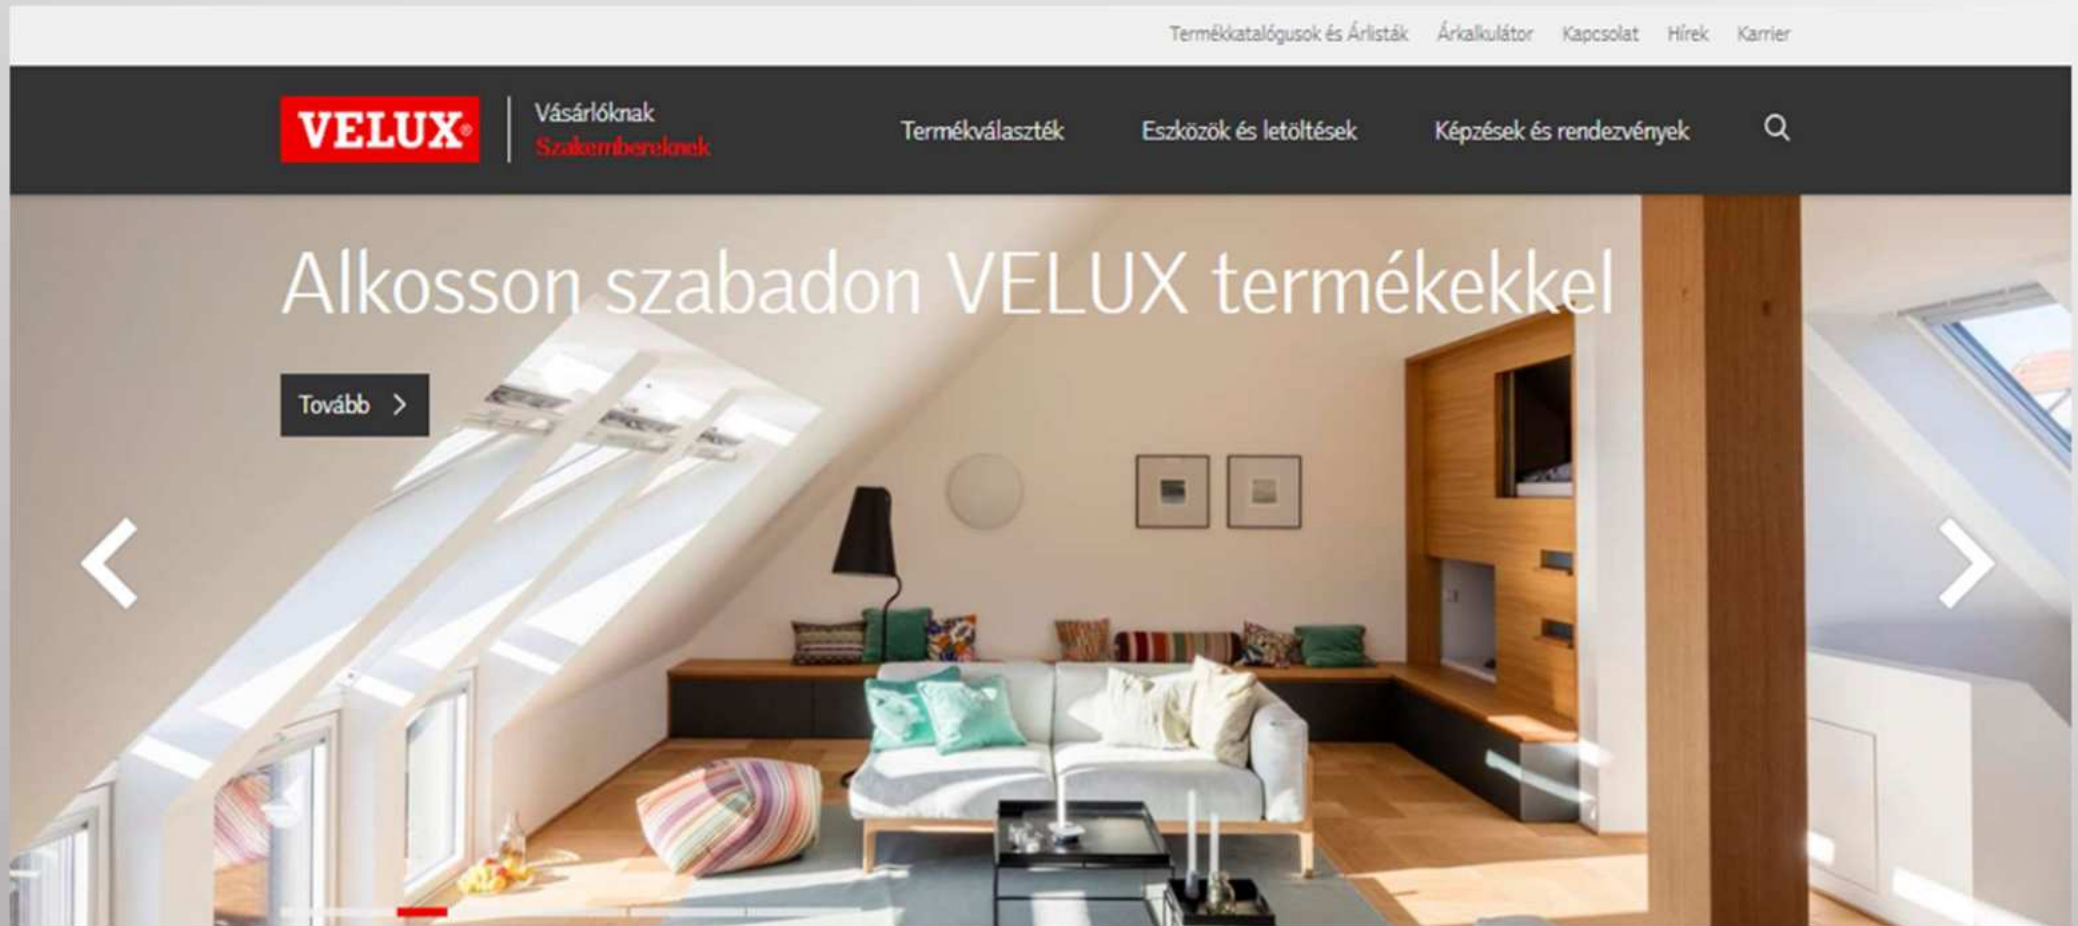 Termékkatalógusok és Árlisták Árkalkulátor Kapcsolat Hírek Karrier
VELUX®
Vásárlóknak
Szakembereknek
Termékválaszték Eszközök és letöltések Képzések és rendezvények
Alkosson szabadon VELUX termékekkel
Tovább